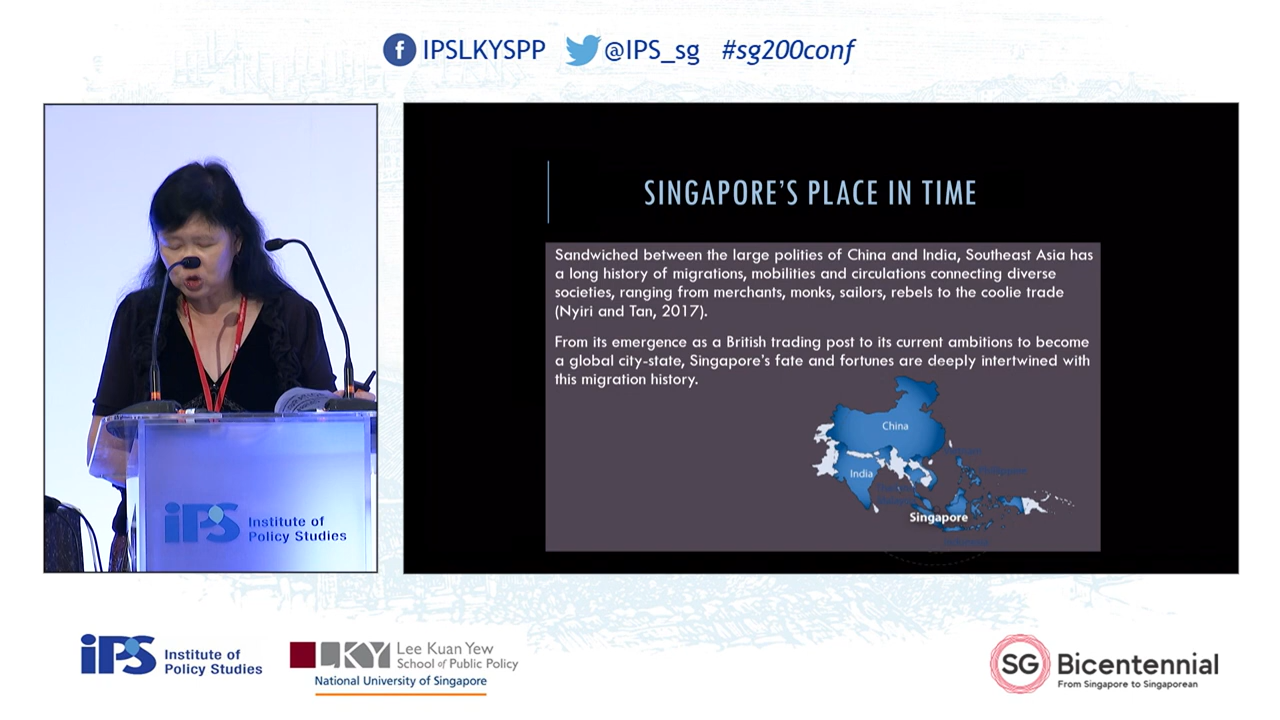 IPSLKYSPP @IPS_sg #sg200conf
SINGAPORE'S PLACE IN TIME
Sandwiched between the large polities of China and India, Southeast Asia has
a long history of migrations, mobilities and circulations connecting diverse
societies, ranging from merchants, monks, sailors, rebels to the coolie trade
(Nyiri and Tan, 2017).
From its emergence as a British trading post to its current ambitions to become
a global city-state, Singapore's fate and fortunes are deeply intertwined with
this migration history.
China
India
Singapore
iPS
Institute of
Policy Studies
iPS
Institute of
Policy Studies
LKY
Lee Kuan Yew
School of Public Policy
National University of Singapore
SG
Bicentennial
From Singapore to Singaporean